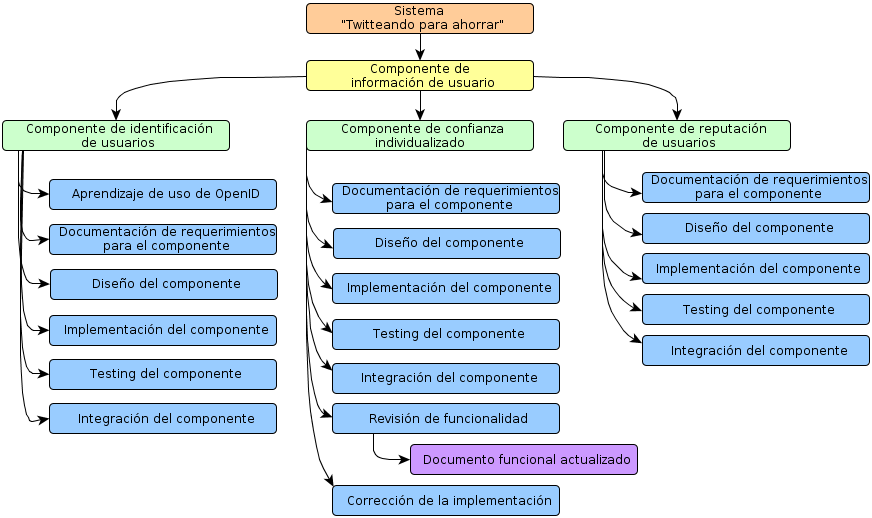 Sistema
"Twitteando para ahorrar"
Componente de
información de usuario
Componente de identificación
de usuarios
Aprendizaje de uso de OpenID
Documentación de requerimientos
para el componente
Diseño del componente
Implementación del componente
Testing del componente
Integración del componente
Componente de confianza
individualizado
Documentación de requerimientos
para el componente
Diseño del componente
Implementación del componente
Testing del componente
Integración del componente
Revisión de funcionalidad
Documento funcional actualizado
Corrección de la implementación
Componente de reputación
de usuarios
Documentación de requerimientos
para el componente
Diseño del componente
Implementación del componente
Testing del componente
Integración del componente